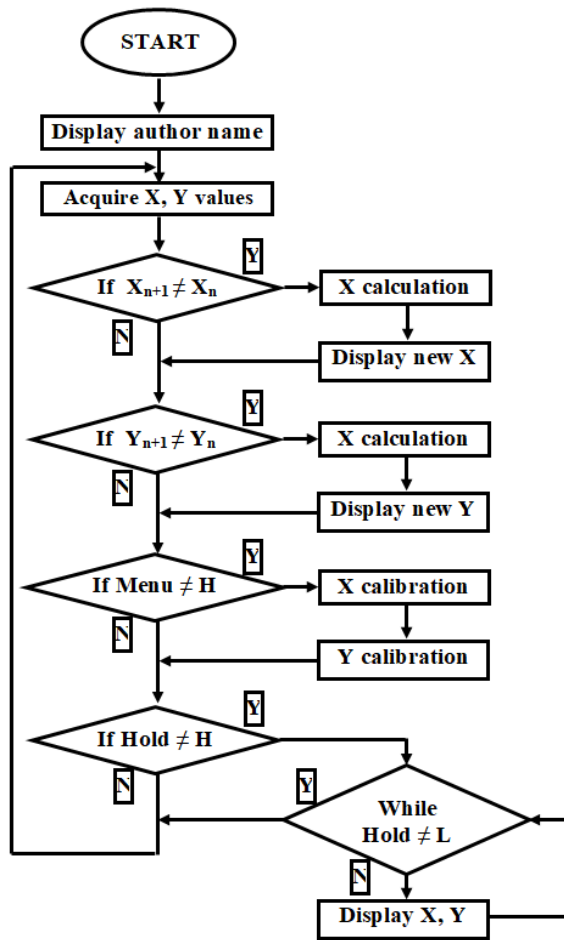 START
Display author name
Acquire X, Y values
Y
If Xₙ₊₁ ≠ Xₙ
X calculation
N
Display new X
Y
If Yₙ₊₁ ≠ Yₙ
X calculation
N
Display new Y
Y
If Menu ≠ H
X calibration
N
Y calibration
Y
If Hold ≠ H
N
Y
While
Hold ≠ L
N
Display X, Y